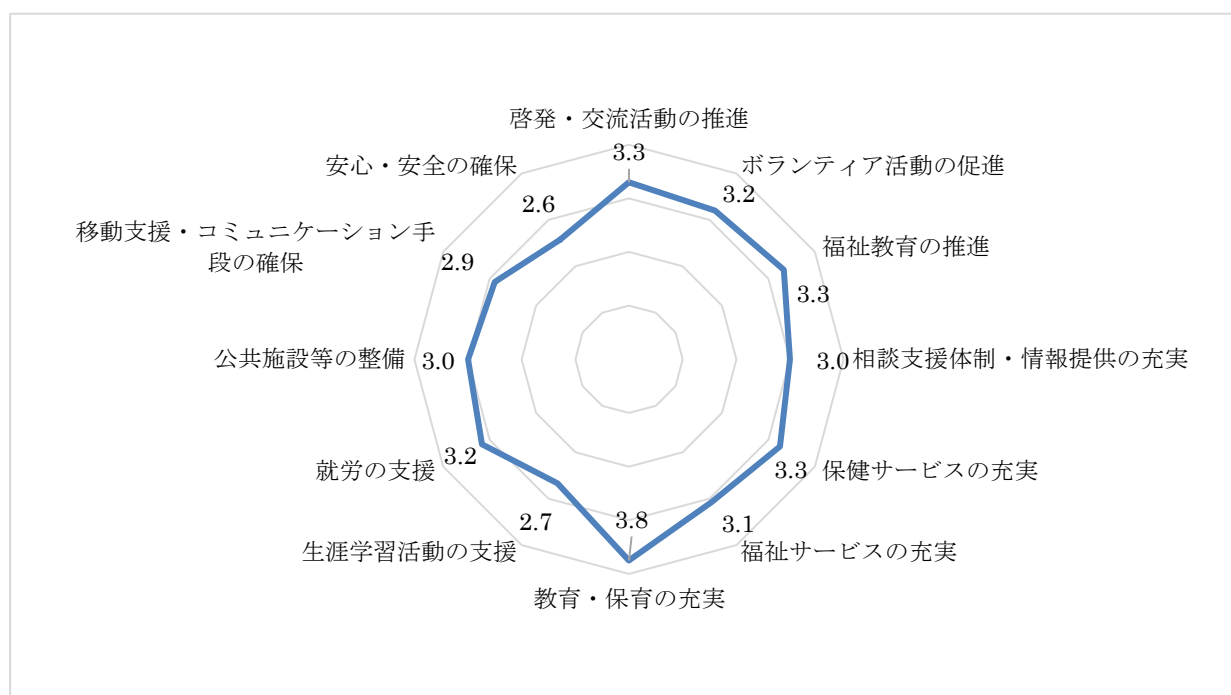 啓発・交流活動の推進
3.3
ボランティア活動の促進
3.2
福祉教育の推進
3.3
相談支援体制・情報提供の充実
3.0
保健サービスの充実
3.3
福祉サービスの充実
3.1
教育・保育の充実
3.8
生涯学習活動の支援
2.7
就労の支援
3.2
公共施設等の整備
3.0
移動支援・コミュニケーション手
段の確保
2.9
安心・安全の確保
2.6